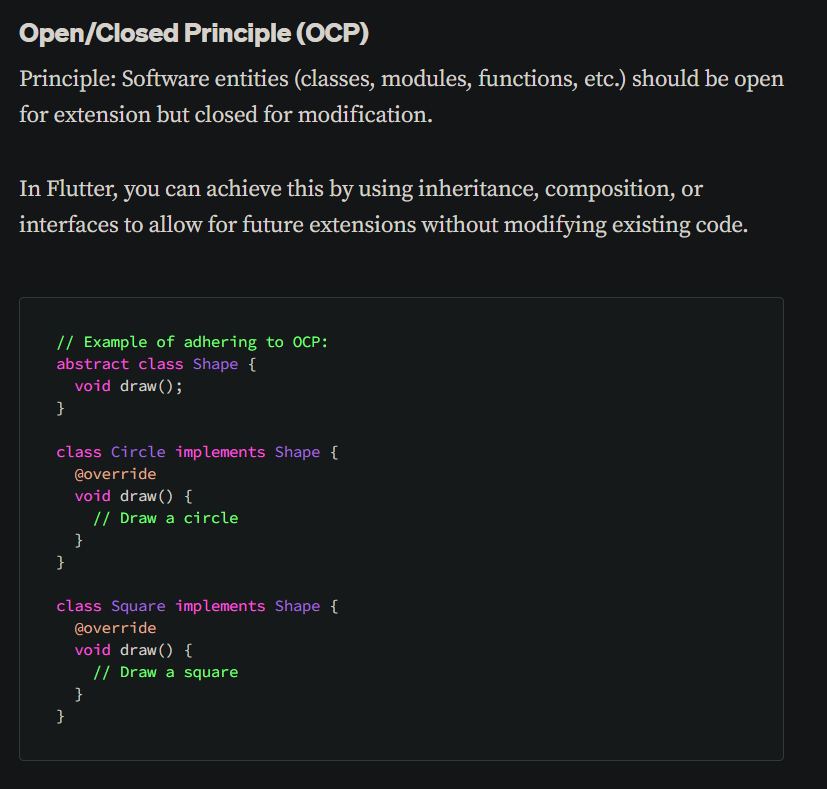 Open/Closed Principle (OCP)
Principle: Software entities (classes, modules, functions, etc.) should be open
for extension but closed for modification.
In Flutter, you can achieve this by using inheritance, composition, or
interfaces to allow for future extensions without modifying existing code.
// Example of adhering to OCP:
abstract class Shape {
  void draw();
}
class Circle implements Shape {
  @override
  void draw() {
    // Draw a circle
  }
}
class Square implements Shape {
  @override
  void draw() {
    // Draw a square
  }
}